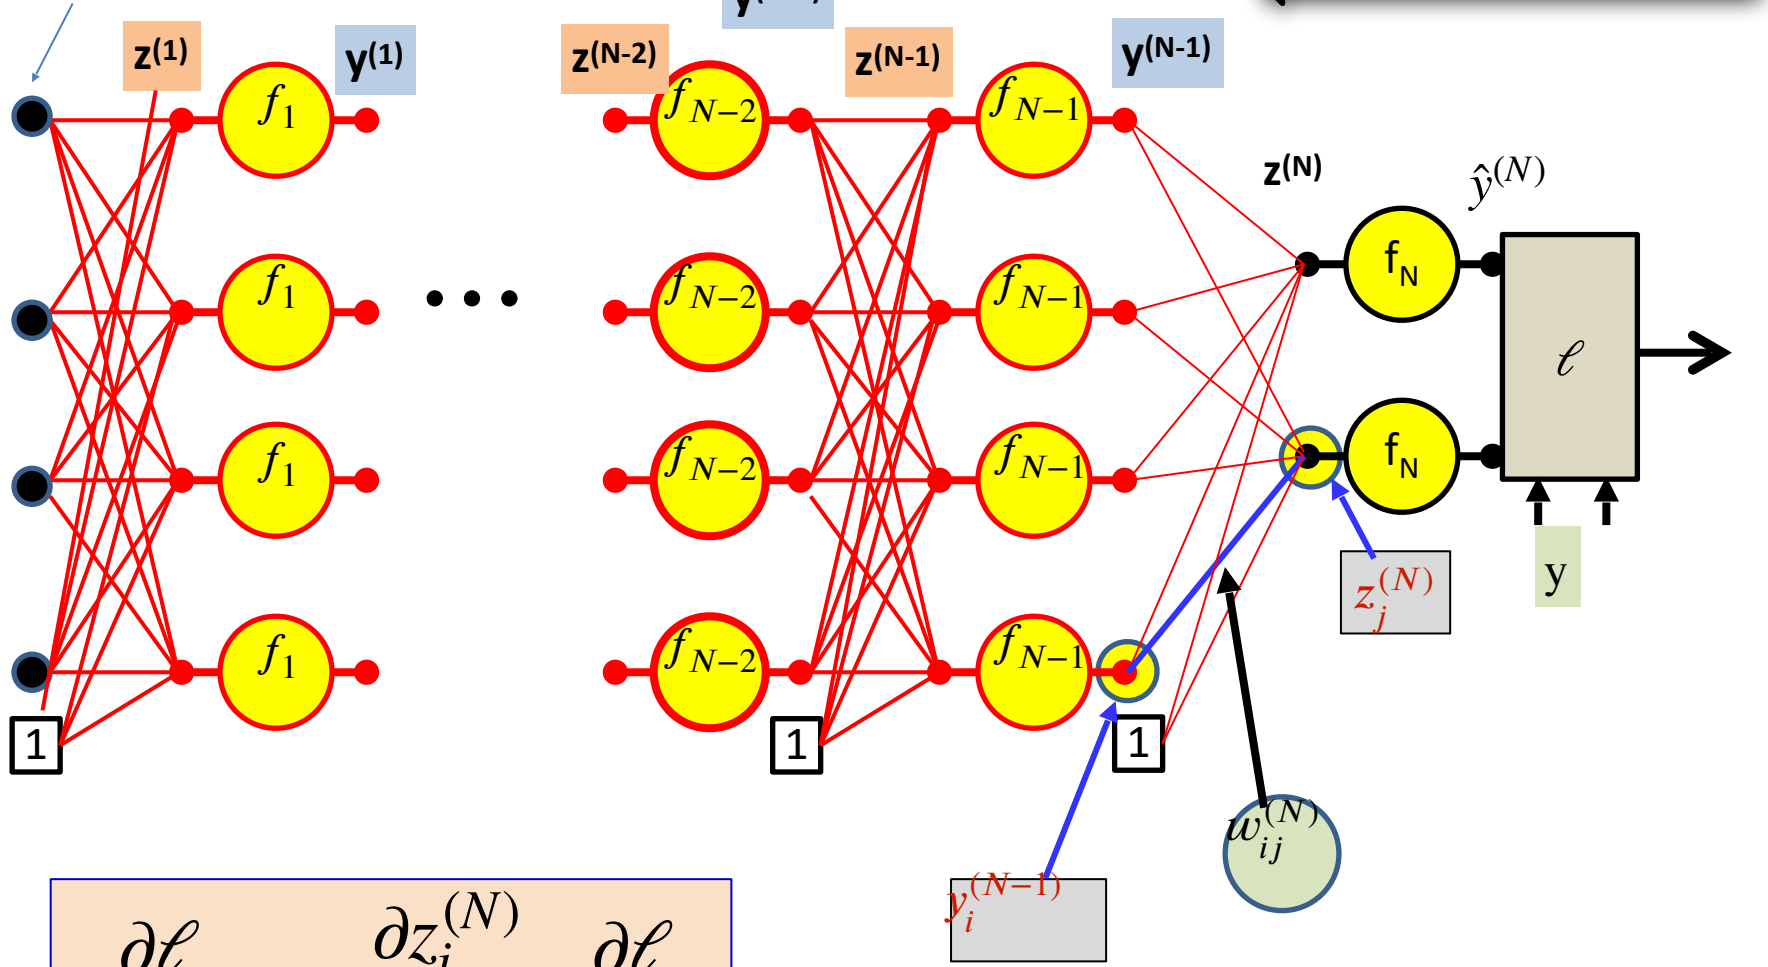 z(1)
y(1)
z(N-2)
z(N-1)
y(N-1)
z(N)
ŷ(N)
f1
fN−2
fN−1
fN
f1
fN−2
fN−1
fN
ℓ
f1
fN−2
fN−1
f1
fN−2
fN−1
zj(N)
y
1
1
1
wij(N)
yi(N−1)
∂ℓ ∂zj(N) ∂ℓ